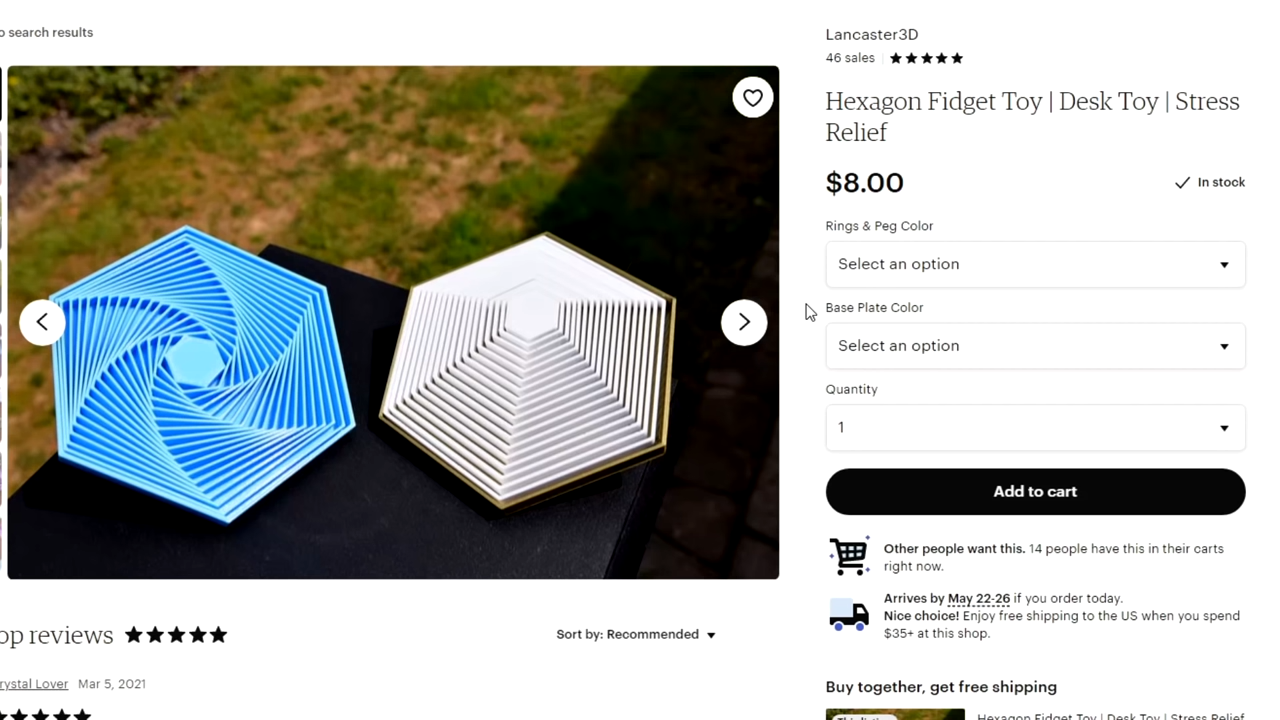 o search results
Lancaster3D
46 sales
Hexagon Fidget Toy | Desk Toy | Stress
Relief
$8.00
In stock
Rings & Peg Color
Select an option
Base Plate Color
Select an option
Quantity
1
Add to cart
Other people want this. 14 people have this in their carts
right now.
Arrives by May 22-26 if you order today.
Nice choice! Enjoy free shipping to the US when you spend
$35+ at this shop.
op reviews
Sort by: Recommended
rystal Lover Mar 5, 2021
Buy together, get free shipping
Hexagon Fidget Toy | Desk Toy | Stress Relief